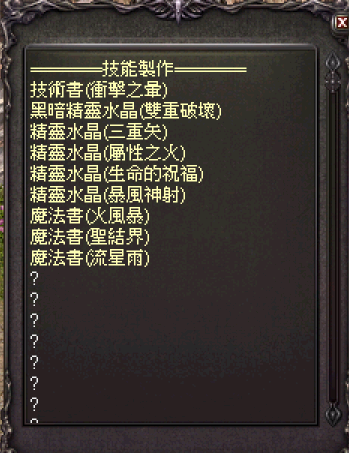 ════════技能製作════════
技術書(衝擊之暈)
黑暗精靈水晶(雙重破壞)
精靈水晶(三重矢)
精靈水晶(屬性之火)
精靈水晶(生命的祝福)
精靈水晶(暴風神射)
魔法書(火風暴)
魔法書(聖結界)
魔法書(流星雨)
?
?
?
?
?
?
?
?